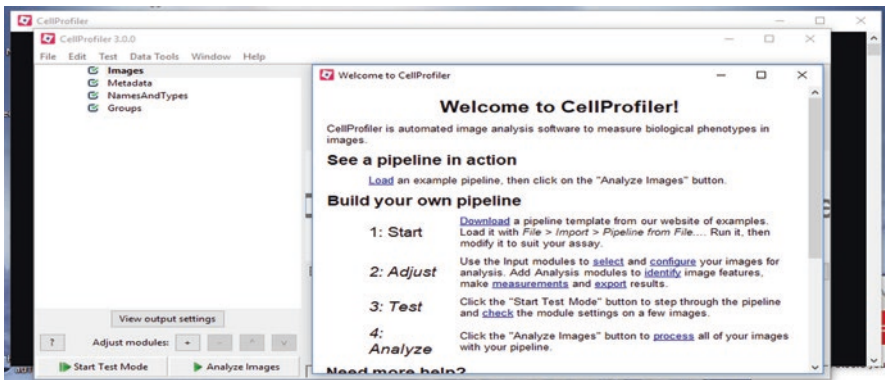 CellProfiler
CellProfiler 3.0.0
File Edit Test Data Tools Window Help
Images
Metadata
NamesAndTypes
Groups
View output settings
? Adjust modules: + - ^ v
Start Test Mode Analyze Images
Welcome to CellProfiler
Welcome to CellProfiler!
CellProfiler is automated image analysis software to measure biological phenotypes in
images.
See a pipeline in action
Load an example pipeline, then click on the "Analyze Images" button.
Build your own pipeline
1: Start
Download a pipeline template from our website of examples.
Load it with File > Import > Pipeline from File.... Run it, then
modify it to suit your assay.
2: Adjust
Use the Input modules to select and configure your images for
analysis. Add Analysis modules to identify image features,
make measurements and export results.
3: Test
Click the "Start Test Mode" button to step through the pipeline
and check the module settings on a few images.
4:
Analyze
Click the "Analyze Images" button to process all of your images
with your pipeline.
Need more help?